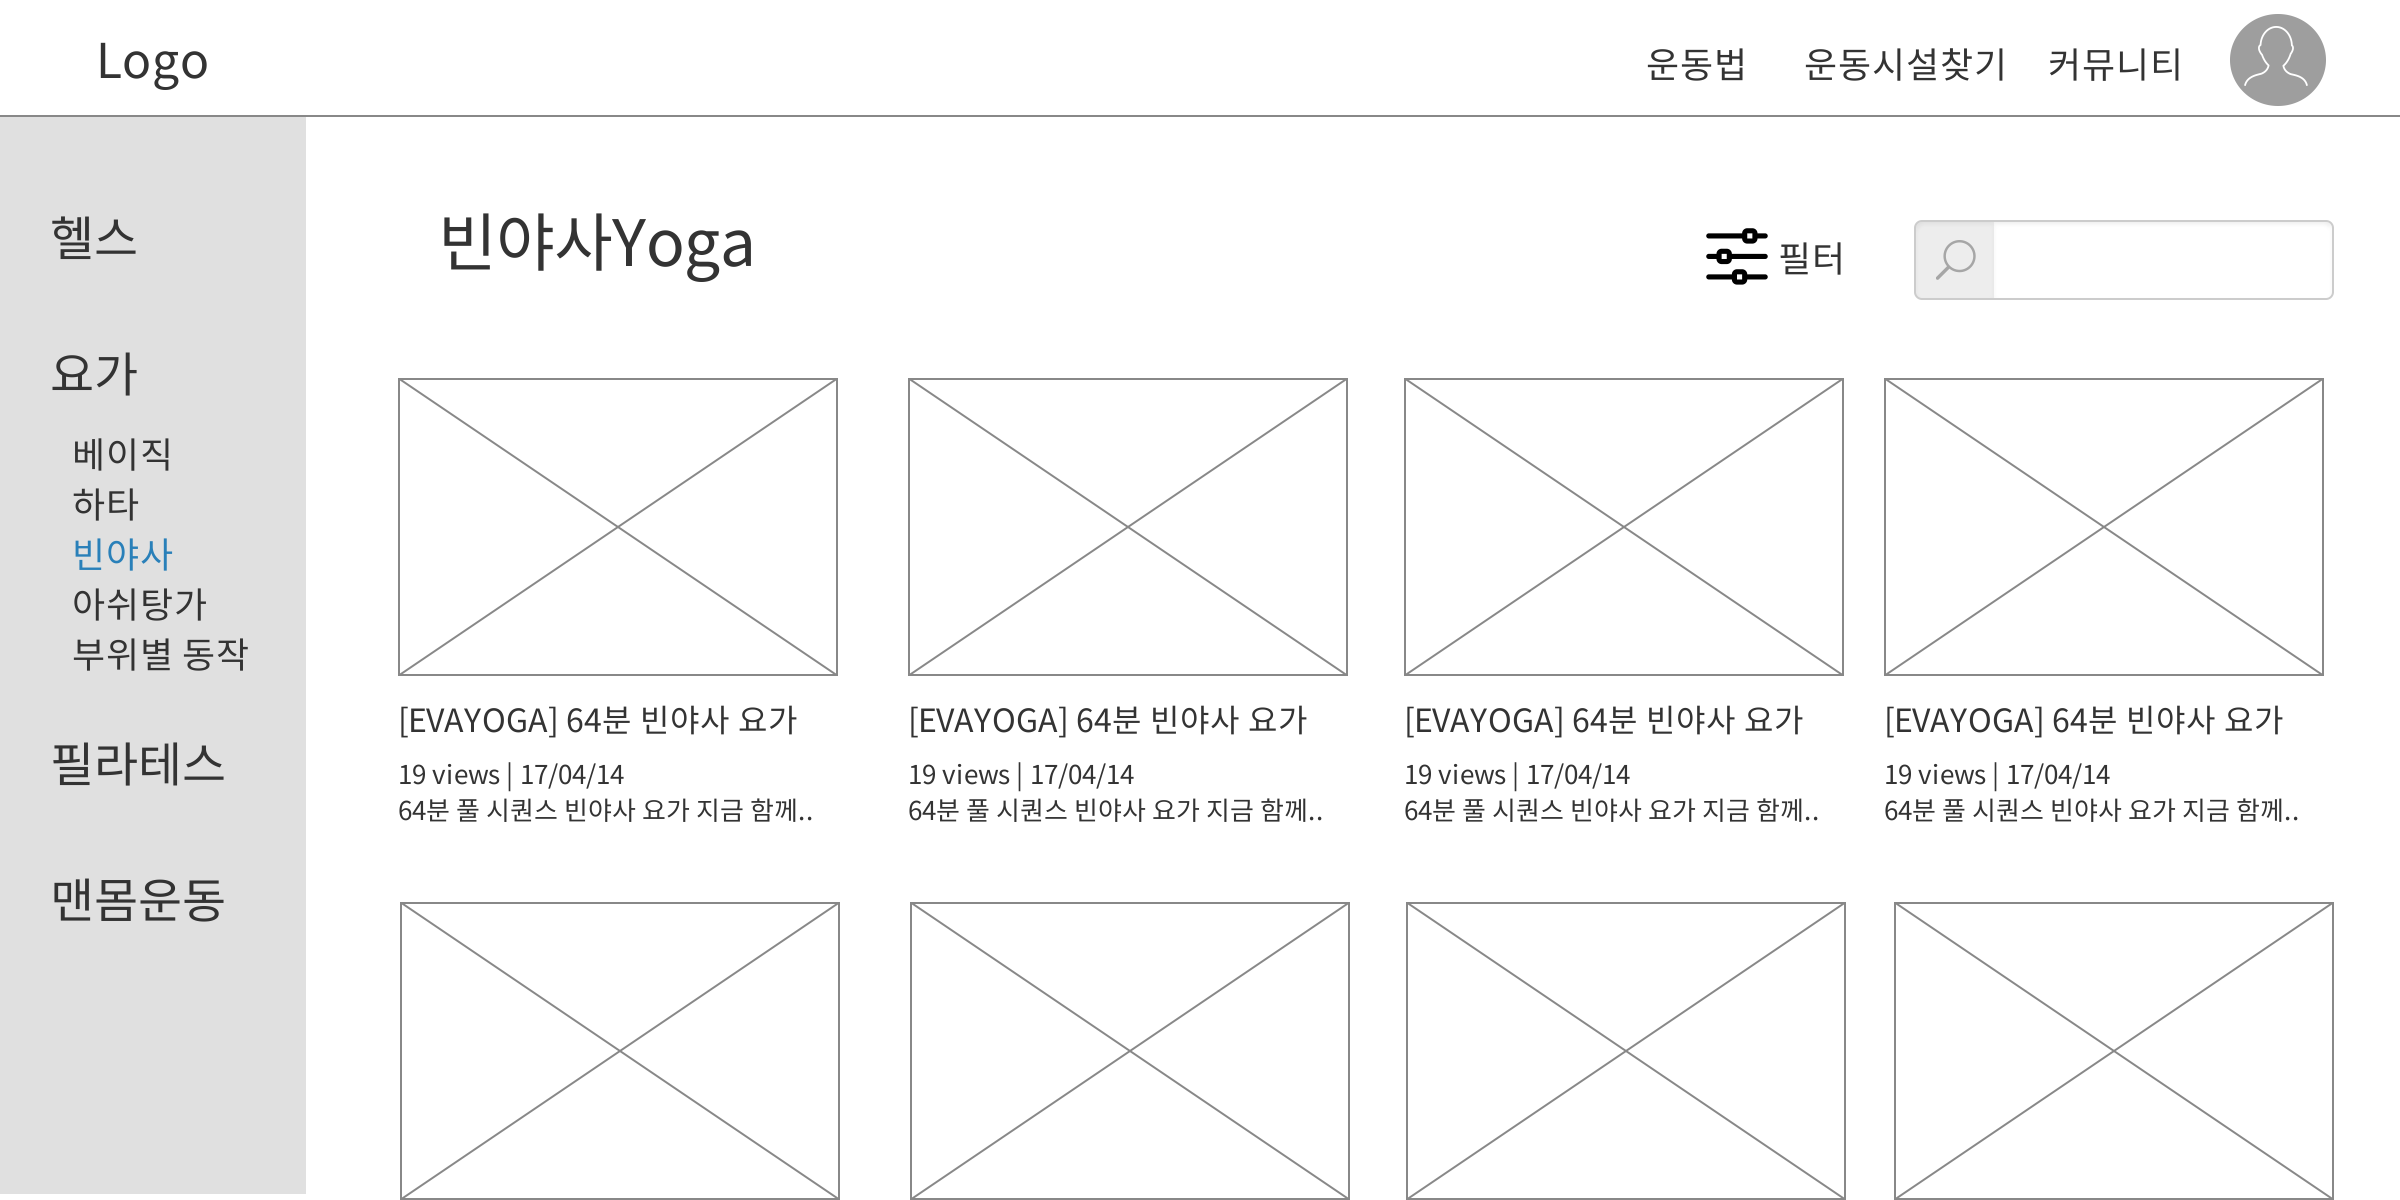 Logo
운동법
운동시설찾기
커뮤니티
헬스
요가
베이직
하타
빈야사
아쉬탕가
부위별 동작
필라테스
맨몸운동
빈야사Yoga
필터
[EVAYOGA] 64분 빈야사 요가
19 views | 17/04/14
64분 풀 시퀀스 빈야사 요가 지금 함께..
[EVAYOGA] 64분 빈야사 요가
19 views | 17/04/14
64분 풀 시퀀스 빈야사 요가 지금 함께..
[EVAYOGA] 64분 빈야사 요가
19 views | 17/04/14
64분 풀 시퀀스 빈야사 요가 지금 함께..
[EVAYOGA] 64분 빈야사 요가
19 views | 17/04/14
64분 풀 시퀀스 빈야사 요가 지금 함께..